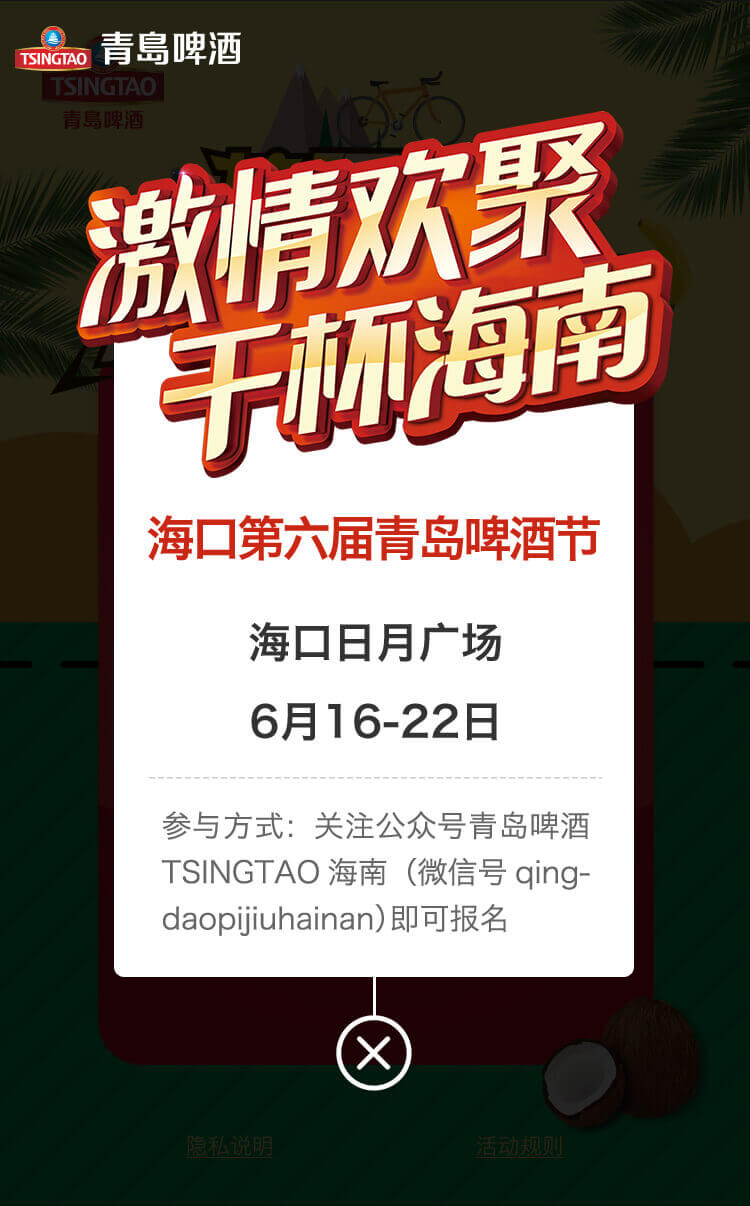 TSINGTAO 青島啤酒
TSINGTAO
青島啤酒
激情欢聚
干杯海南
海口第六届青岛啤酒节
海口日月广场
6月16-22日
参与方式：关注公众号青岛啤酒
TSINGTAO 海南（微信号 qing-
daopijiuhainan)即可报名
隐私说明 活动规则